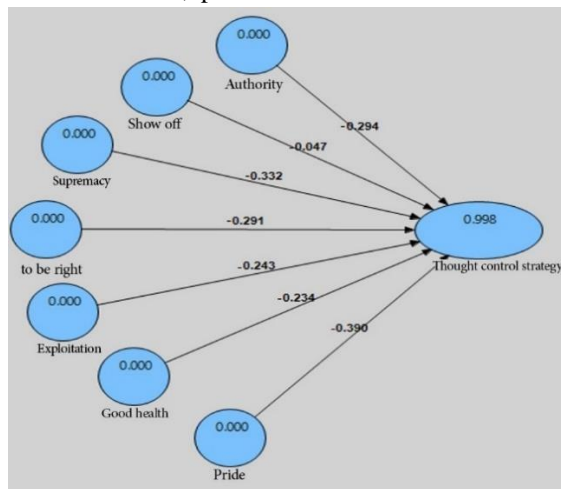 0.000
Authority
-0.294
0.000
Show off
-0.047
0.000
Supremacy
-0.332
0.000
to be right
-0.291
0.998
Thought control strategy
0.000
Exploitation
-0.243
0.000
Good health
-0.234
0.000
Pride
-0.390